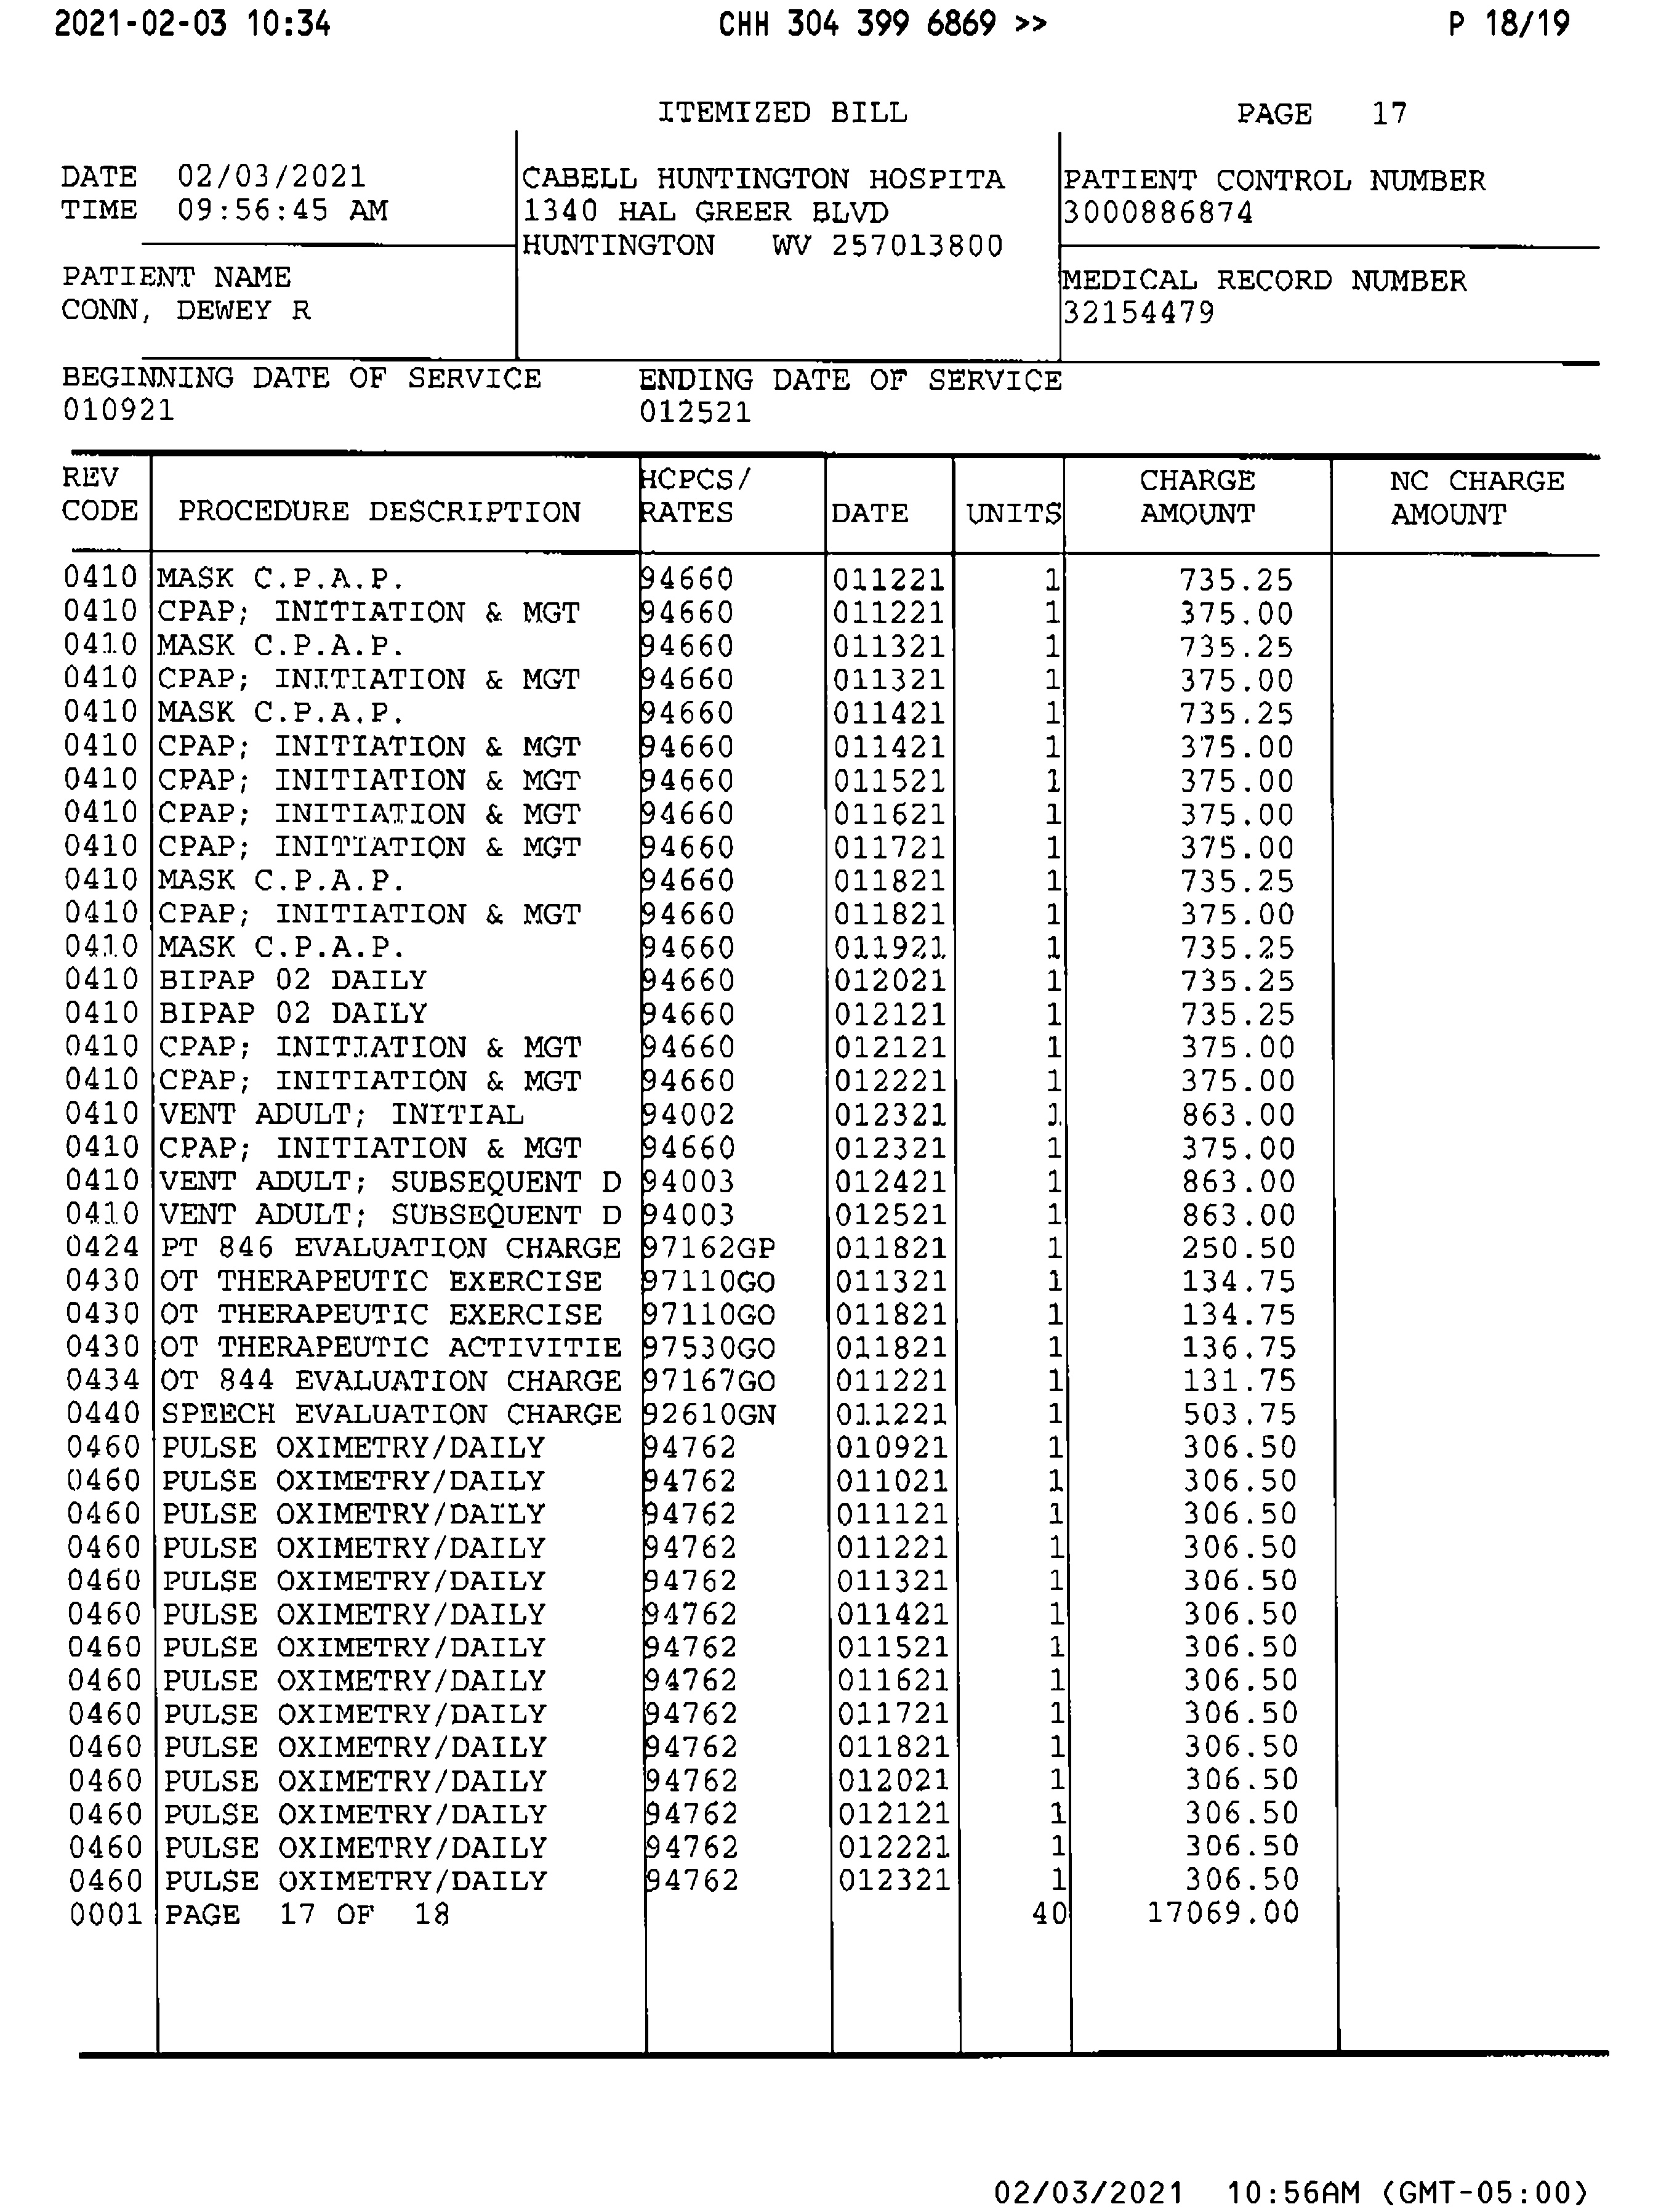 2021-02-03 10:34 CHH 304 399 6869 >> P 18/19
ITEMIZED BILL PAGE 17
DATE 02/03/2021 CABELL HUNTINGTON HOSPITA PATIENT CONTROL NUMBER
TIME 09:56:45 AM 1340 HAL GREER BLVD 3000886874
HUNTINGTON WV 257013800
PATIENT NAME MEDICAL RECORD NUMBER
CONN, DEWEY R 32154479
BEGINNING DATE OF SERVICE ENDING DATE OF SERVICE
010921 012521
REV HCPCS/ CHARGE NC CHARGE
CODE PROCEDURE DESCRIPTION RATES DATE UNITS AMOUNT AMOUNT
0410 MASK C.P.A.P. 94660 011221 1 735.25
0410 CPAP; INITIATION & MGT 94660 011221 1 375.00
0410 MASK C.P.A.P. 94660 011321 1 735.25
0410 CPAP; INITIATION & MGT 94660 011321 1 375.00
0410 MASK C.P.A.P. 94660 011421 1 735.25
0410 CPAP; INITIATION & MGT 94660 011421 1 375.00
0410 CPAP; INITIATION & MGT 94660 011521 1 375.00
0410 CPAP; INITIATION & MGT 94660 011621 1 375.00
0410 CPAP; INITIATION & MGT 94660 011721 1 375.00
0410 MASK C.P.A.P. 94660 011821 1 735.25
0410 CPAP; INITIATION & MGT 94660 011821 1 375.00
0410 MASK C.P.A.P. 94660 011921 1 735.25
0410 BIPAP 02 DAILY 94660 012021 1 735.25
0410 BIPAP 02 DAILY 94660 012121 1 735.25
0410 CPAP; INITIATION & MGT 94660 012121 1 375.00
0410 CPAP; INITIATION & MGT 94660 012221 1 375.00
0410 VENT ADULT; INITIAL 94002 012321 1 863.00
0410 CPAP; INITIATION & MGT 94660 012321 1 375.00
0410 VENT ADULT; SUBSEQUENT D 94003 012421 1 863.00
0410 VENT ADULT; SUBSEQUENT D 94003 012521 1 863.00
0424 PT 846 EVALUATION CHARGE 97162GP 011821 1 250.50
0430 OT THERAPEUTIC EXERCISE 97110GO 011321 1 134.75
0430 OT THERAPEUTIC EXERCISE 97110GO 011821 1 134.75
0430 OT THERAPEUTIC ACTIVITIE 97530GO 011821 1 136.75
0434 OT 844 EVALUATION CHARGE 97167GO 011221 1 131.75
0440 SPEECH EVALUATION CHARGE 92610GN 011221 1 503.75
0460 PULSE OXIMETRY/DAILY 94762 010921 1 306.50
0460 PULSE OXIMETRY/DAILY 94762 011021 1 306.50
0460 PULSE OXIMETRY/DAILY 94762 011121 1 306.50
0460 PULSE OXIMETRY/DAILY 94762 011221 1 306.50
0460 PULSE OXIMETRY/DAILY 94762 011321 1 306.50
0460 PULSE OXIMETRY/DAILY 94762 011421 1 306.50
0460 PULSE OXIMETRY/DAILY 94762 011521 1 306.50
0460 PULSE OXIMETRY/DAILY 94762 011621 1 306.50
0460 PULSE OXIMETRY/DAILY 94762 011721 1 306.50
0460 PULSE OXIMETRY/DAILY 94762 011821 1 306.50
0460 PULSE OXIMETRY/DAILY 94762 012021 1 306.50
0460 PULSE OXIMETRY/DAILY 94762 012121 1 306.50
0460 PULSE OXIMETRY/DAILY 94762 012221 1 306.50
0460 PULSE OXIMETRY/DAILY 94762 012321 1 306.50
0001 PAGE 17 OF 18 40 17069.00
02/03/2021 10:56AM (GMT-05:00)